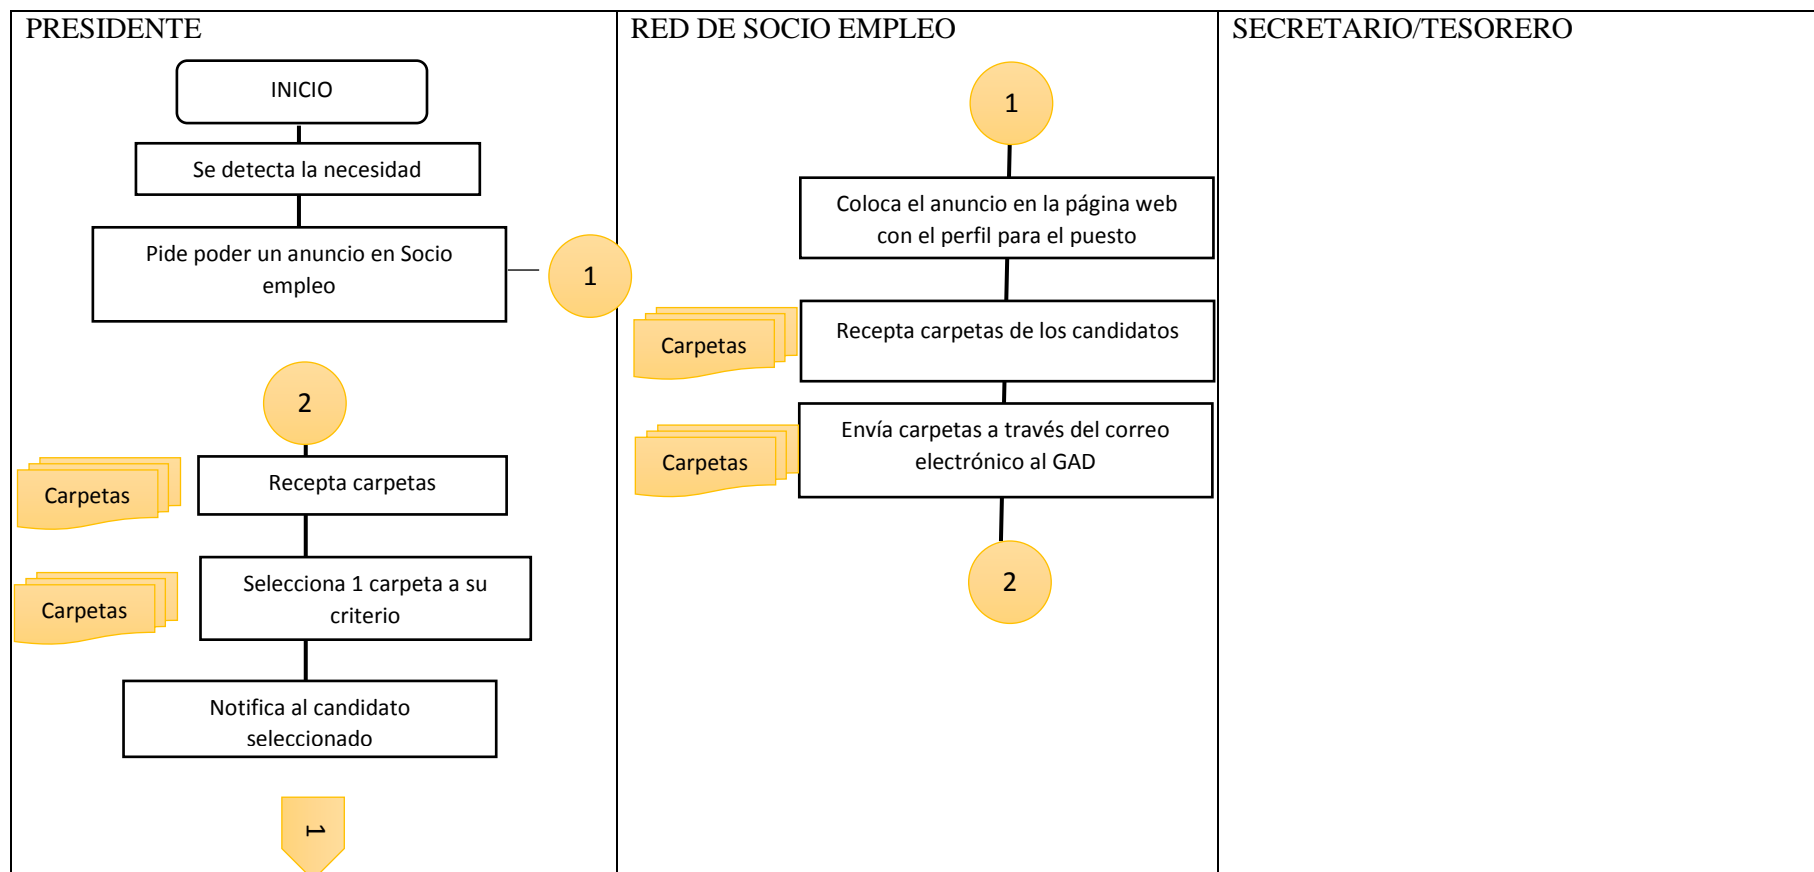 PRESIDENTE
INICIO
Se detecta la necesidad
Pide poder un anuncio en Socio
empleo
1
2
Carpetas
Recepta carpetas
Carpetas
Selecciona 1 carpeta a su
criterio
Notifica al candidato
seleccionado
1
RED DE SOCIO EMPLEO
1
Coloca el anuncio en la página web
con el perfil para el puesto
Carpetas
Recepta carpetas de los candidatos
Carpetas
Envía carpetas a través del correo
electrónico al GAD
2
SECRETARIO/TESORERO